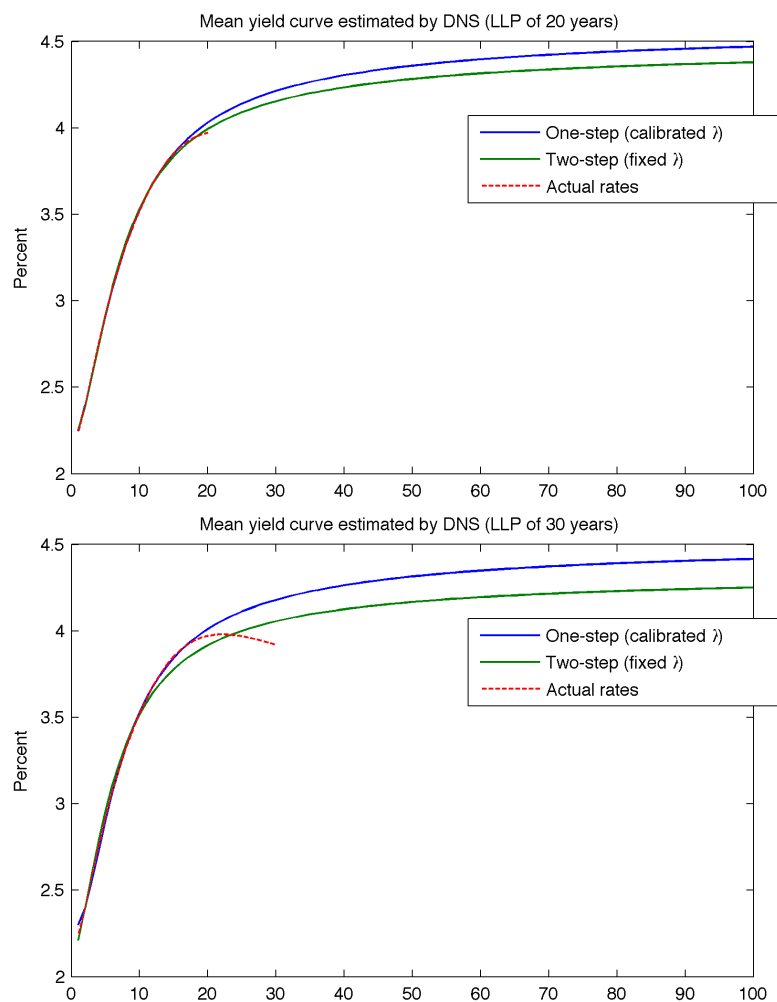 Mean yield curve estimated by DNS (LLP of 20 years)
4.5
4
3.5
3
2.5
2
Percent
One-step (calibrated λ)
Two-step (fixed λ)
Actual rates
0 10 20 30 40 50 60 70 80 90 100
Mean yield curve estimated by DNS (LLP of 30 years)
4.5
4
3.5
3
2.5
2
Percent
One-step (calibrated λ)
Two-step (fixed λ)
Actual rates
0 10 20 30 40 50 60 70 80 90 100